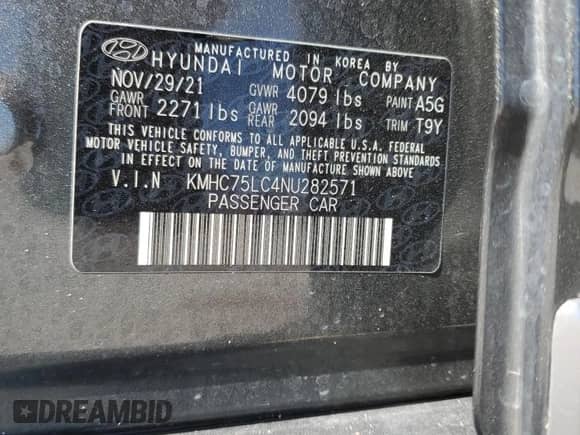 MANUFACTURED IN KOREA BY
HYUNDAI MOTOR COMPANY
NOV/29/21 GVWR 4079 lbs PAINT A5G
GAWR FRONT 2271 lbs GAWR REAR 2094 lbs TRIM T9Y
THIS VEHICLE CONFORMS TO ALL APPLICABLE U.S.A. FEDERAL
MOTOR VEHICLE SAFETY, BUMPER, AND THEFT PREVENTION STANDARDS
IN EFFECT ON THE DATE OF MANUFACTURE SHOWN ABOVE.
V.I.N KMHC75LC4NU282571
PASSENGER CAR
DREAMBID